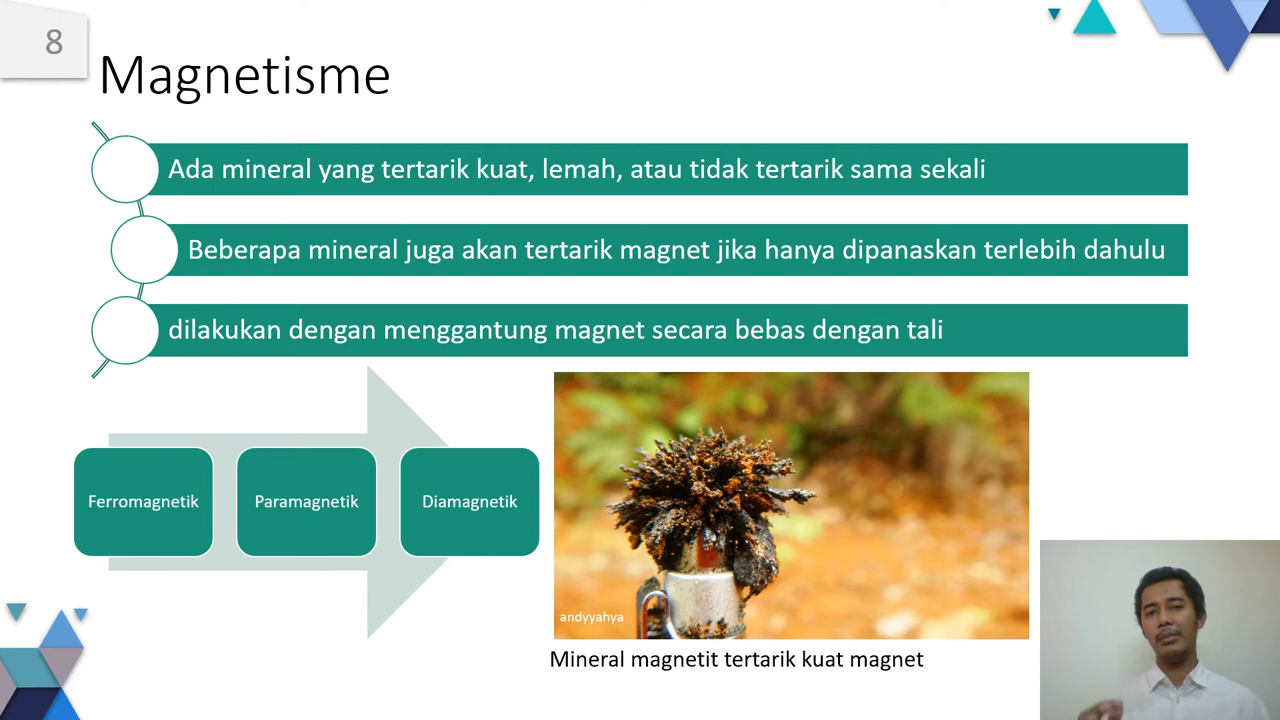 8
Magnetisme
Ada mineral yang tertarik kuat, lemah, atau tidak tertarik sama sekali
Beberapa mineral juga akan tertarik magnet jika hanya dipanaskan terlebih dahulu
dilakukan dengan menggantung magnet secara bebas dengan tali
Ferromagnetik
Paramagnetik
Diamagnetik
andyyahya
Mineral magnetit tertarik kuat magnet